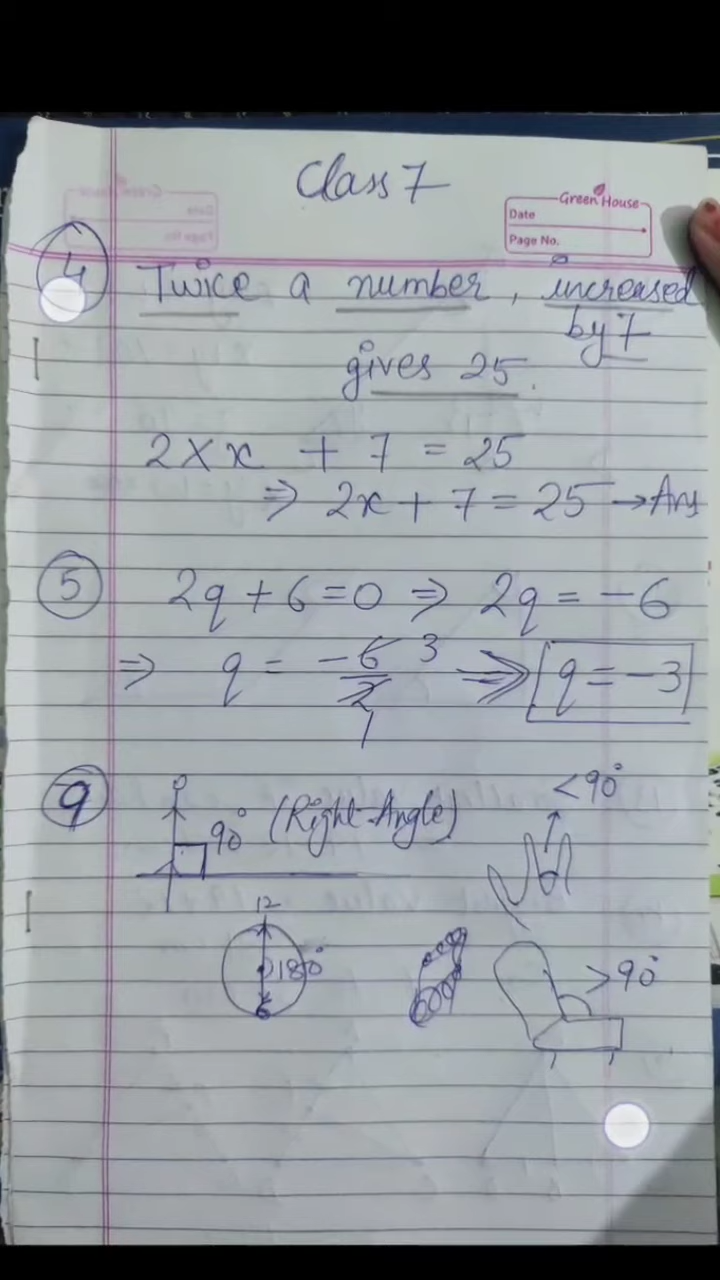 Class 7
Green House
Date
Page No.
4 Twice a number, increased
by 7
gives 25.
2 × x + 7 = 25
⇒ 2x + 7 = 25 → Ans
5 2q + 6 = 0 ⇒ 2q = -6
⇒ q = -6/2 3 ⇒ q = -3
1
9 90° (Right-Angle) < 90°
12
180° > 90°
6